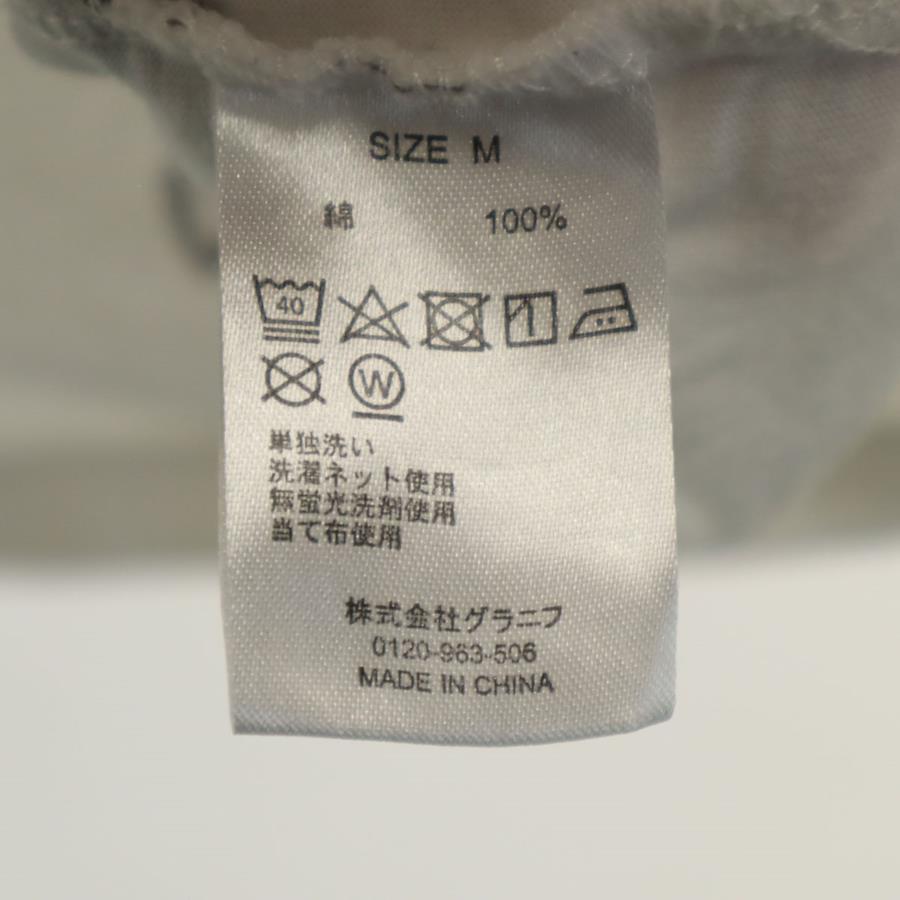 SIZE M
綿 100%
40
W
単独洗い
洗濯ネット使用
無蛍光洗剤使用
当て布使用
株式会社グラニフ
0120-963-506
MADE IN CHINA